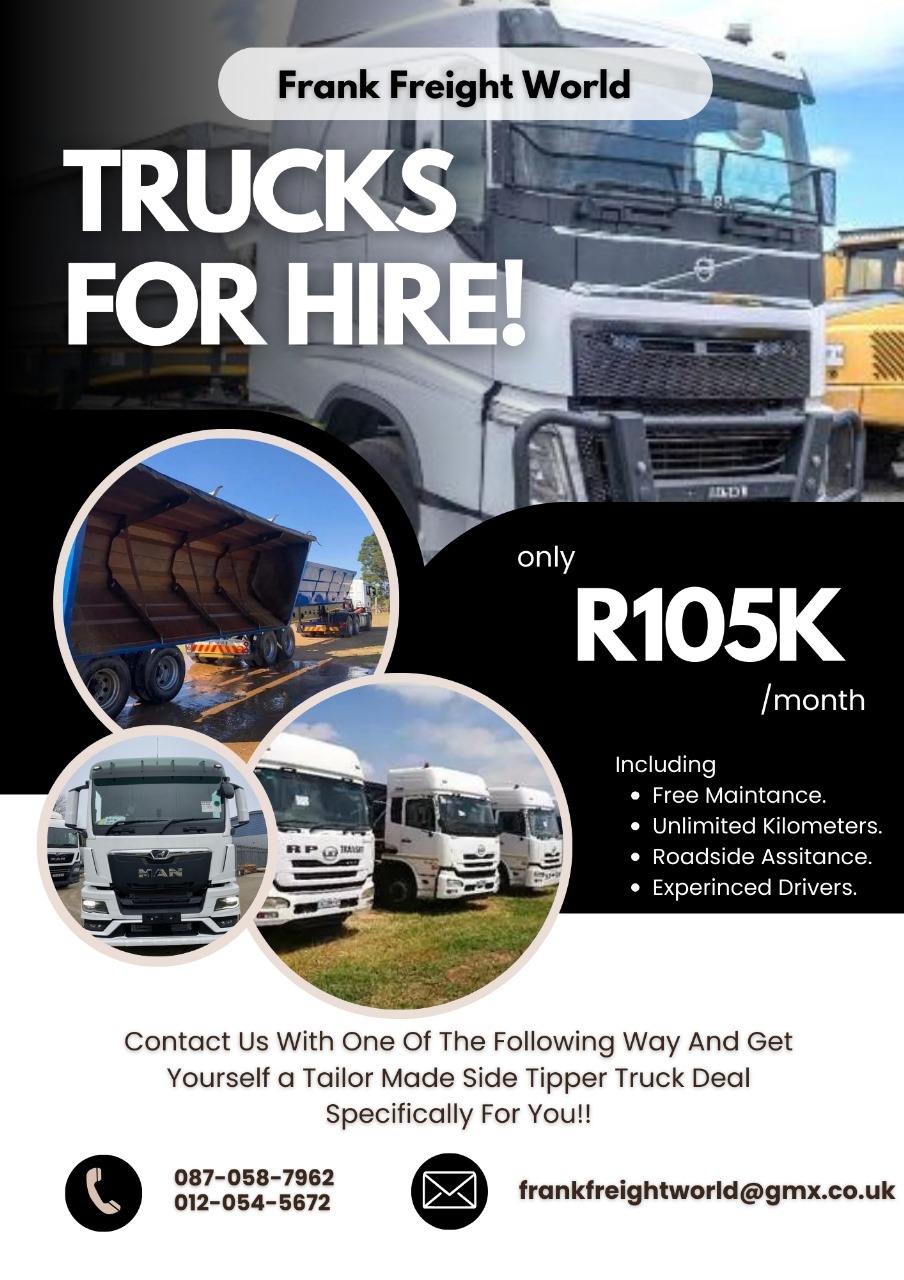 Frank Freight World
TRUCKS
FOR HIRE!
only
R105K
/month
Including
Free Maintance.
Unlimited Kilometers.
Roadside Assitance.
Experinced Drivers.
MAN
RP
Contact Us With One Of The Following Way And Get
Yourself a Tailor Made Side Tipper Truck Deal
Specifically For You!!
087-058-7962
012-054-5672
frankfreightworld@gmx.co.uk